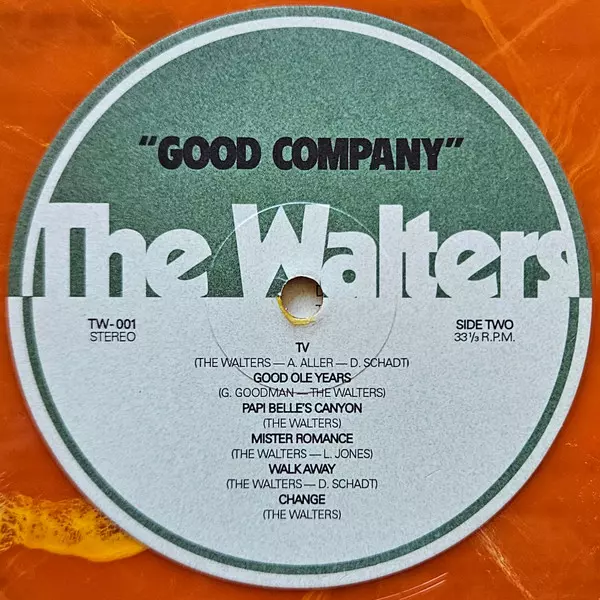 "GOOD COMPANY"
The Walters
TW-001
STEREO
SIDE TWO
33 1/3 R.P.M.
TV
(THE WALTERS — A. ALLER — D. SCHADT)
GOOD OLE YEARS
(G. GOODMAN — THE WALTERS)
PAPI BELLE'S CANYON
(THE WALTERS)
MISTER ROMANCE
(THE WALTERS — L. JONES)
WALK AWAY
(THE WALTERS — D. SCHADT)
CHANGE
(THE WALTERS)